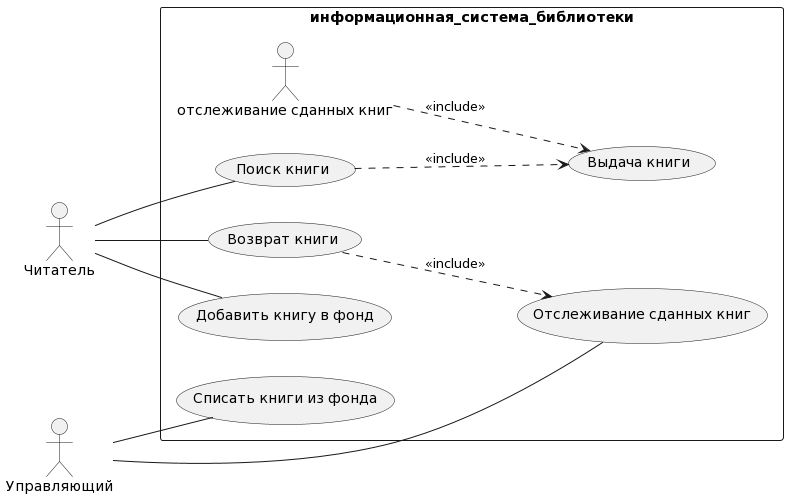 информационная_система_библиотеки
отслеживание сданных книг
«include»
Выдача книги
«include»
Поиск книги
Читатель
Возврат книги
«include»
Отслеживание сданных книг
Добавить книгу в фонд
Списать книги из фонда
Управляющий